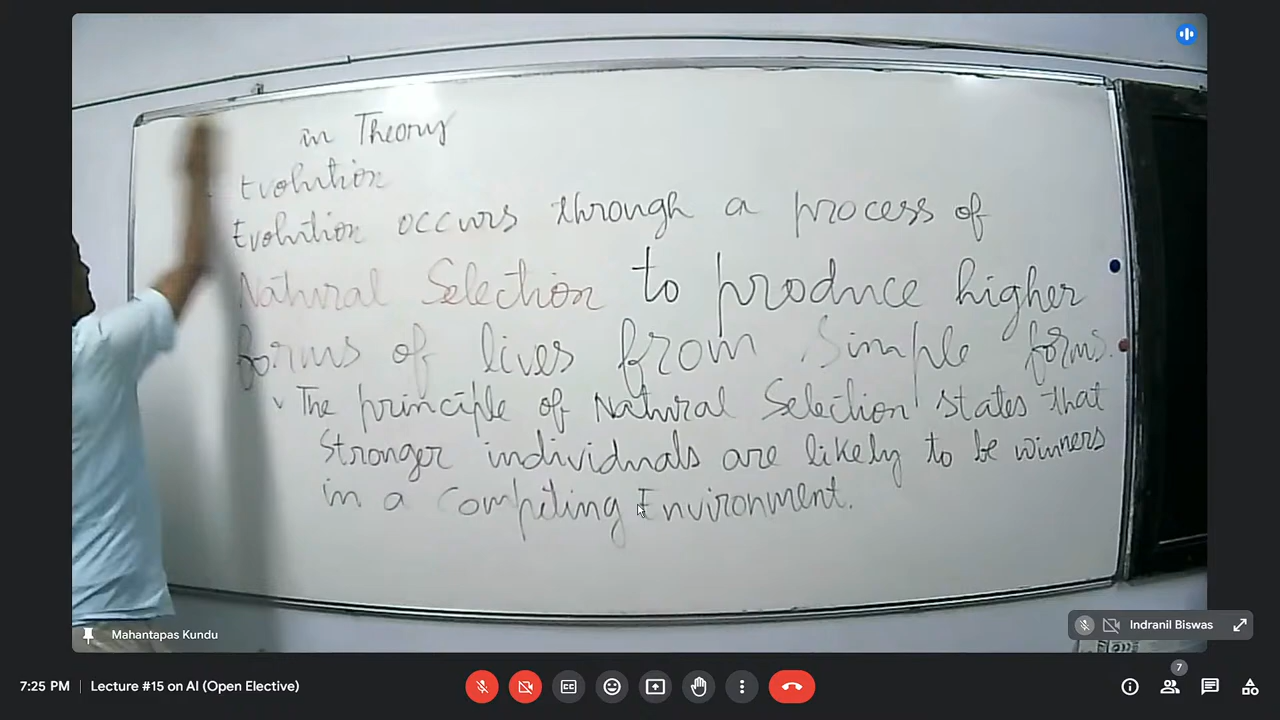 in Theory
Evolution
Evolution occurs through a process of
Natural Selection to produce higher
forms of lives from Simple forms.
The principle of Natural Selection states that
Stronger individuals are likely to be winners
in a Competing Environment.
Mahantapas Kundu
Indranil Biswas
7:25 PM | Lecture #15 on AI (Open Elective)
7